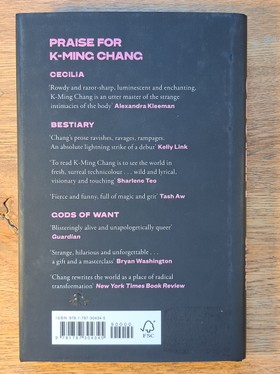 PRAISE FOR
K-MING CHANG
CECILIA
'Rowdy and razor-sharp, luminescent and enchanting,
K-Ming Chang is an utter master of the strange
intimacies of the body' Alexandra Kleeman
BESTIARY
'Chang's prose ravishes, ravages, rampages.
An absolute lightning strike of a debut' Kelly Link
'To read K-Ming Chang is to see the world in
fresh, surreal technicolour . . . wild and lyrical,
visionary and touching' Sharlene Teo
'Fierce and funny, full of magic and grit' Tash Aw
GODS OF WANT
'Blisteringly alive and unapologetically queer'
Guardian
'Strange, hilarious and unforgettable . . .
a gift and a masterclass' Bryan Washington
'Chang rewrites the world as a place of radical
transformation' New York Times Book Review
FSC